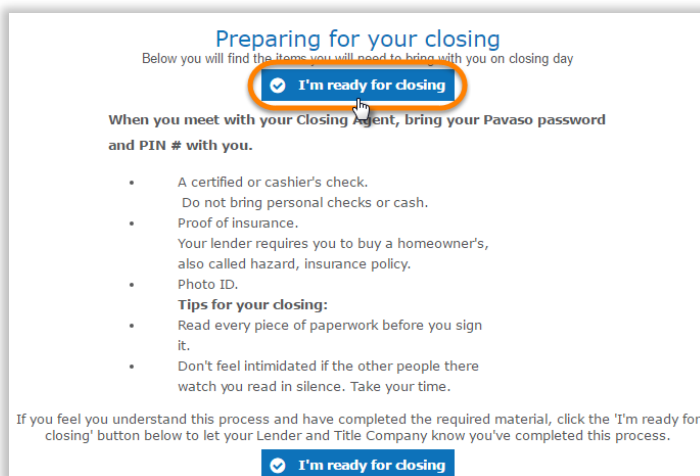 Preparing for your closing
Below you will find the items you will need to bring with you on closing day
I'm ready for closing
When you meet with your Closing Agent, bring your Pavaso password
and PIN # with you.
• A certified or cashier's check.
Do not bring personal checks or cash.
• Proof of insurance.
Your lender requires you to buy a homeowner's,
also called hazard, insurance policy.
• Photo ID.
Tips for your closing:
• Read every piece of paperwork before you sign
it.
• Don't feel intimidated if the other people there
watch you read in silence. Take your time.
If you feel you understand this process and have completed the required material, click the 'I'm ready for
closing' button below to let your Lender and Title Company know you've completed this process.
I'm ready for closing